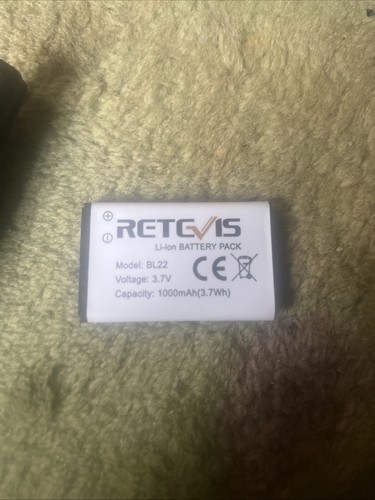 RETEVIS
Li-ion BATTERY PACK
Model: BL22
Voltage: 3.7V
Capacity: 1000mAh(3.7Wh)
CE